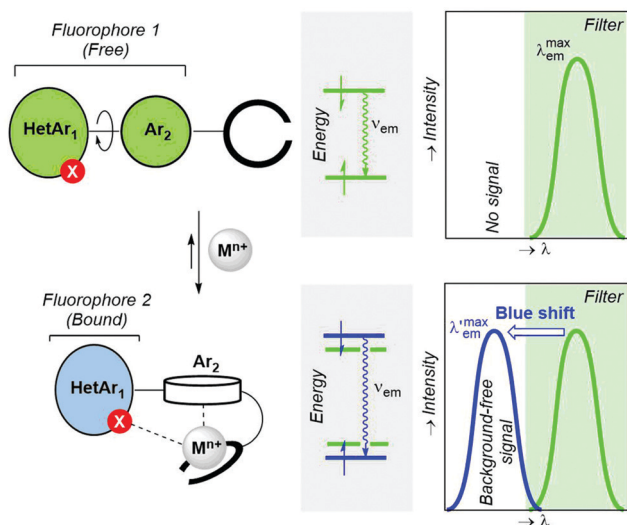 Fluorophore 1
(Free)
HetAr₁
X
Ar₂
Energy
νem
→ Intensity
No signal
λem^max
Filter
→ λ
Mⁿ⁺
Fluorophore 2
(Bound)
HetAr₁
X
Ar₂
Mⁿ⁺
Energy
νem
→ Intensity
λ'em^max
Blue shift
Filter
Background-free
signal
→ λ